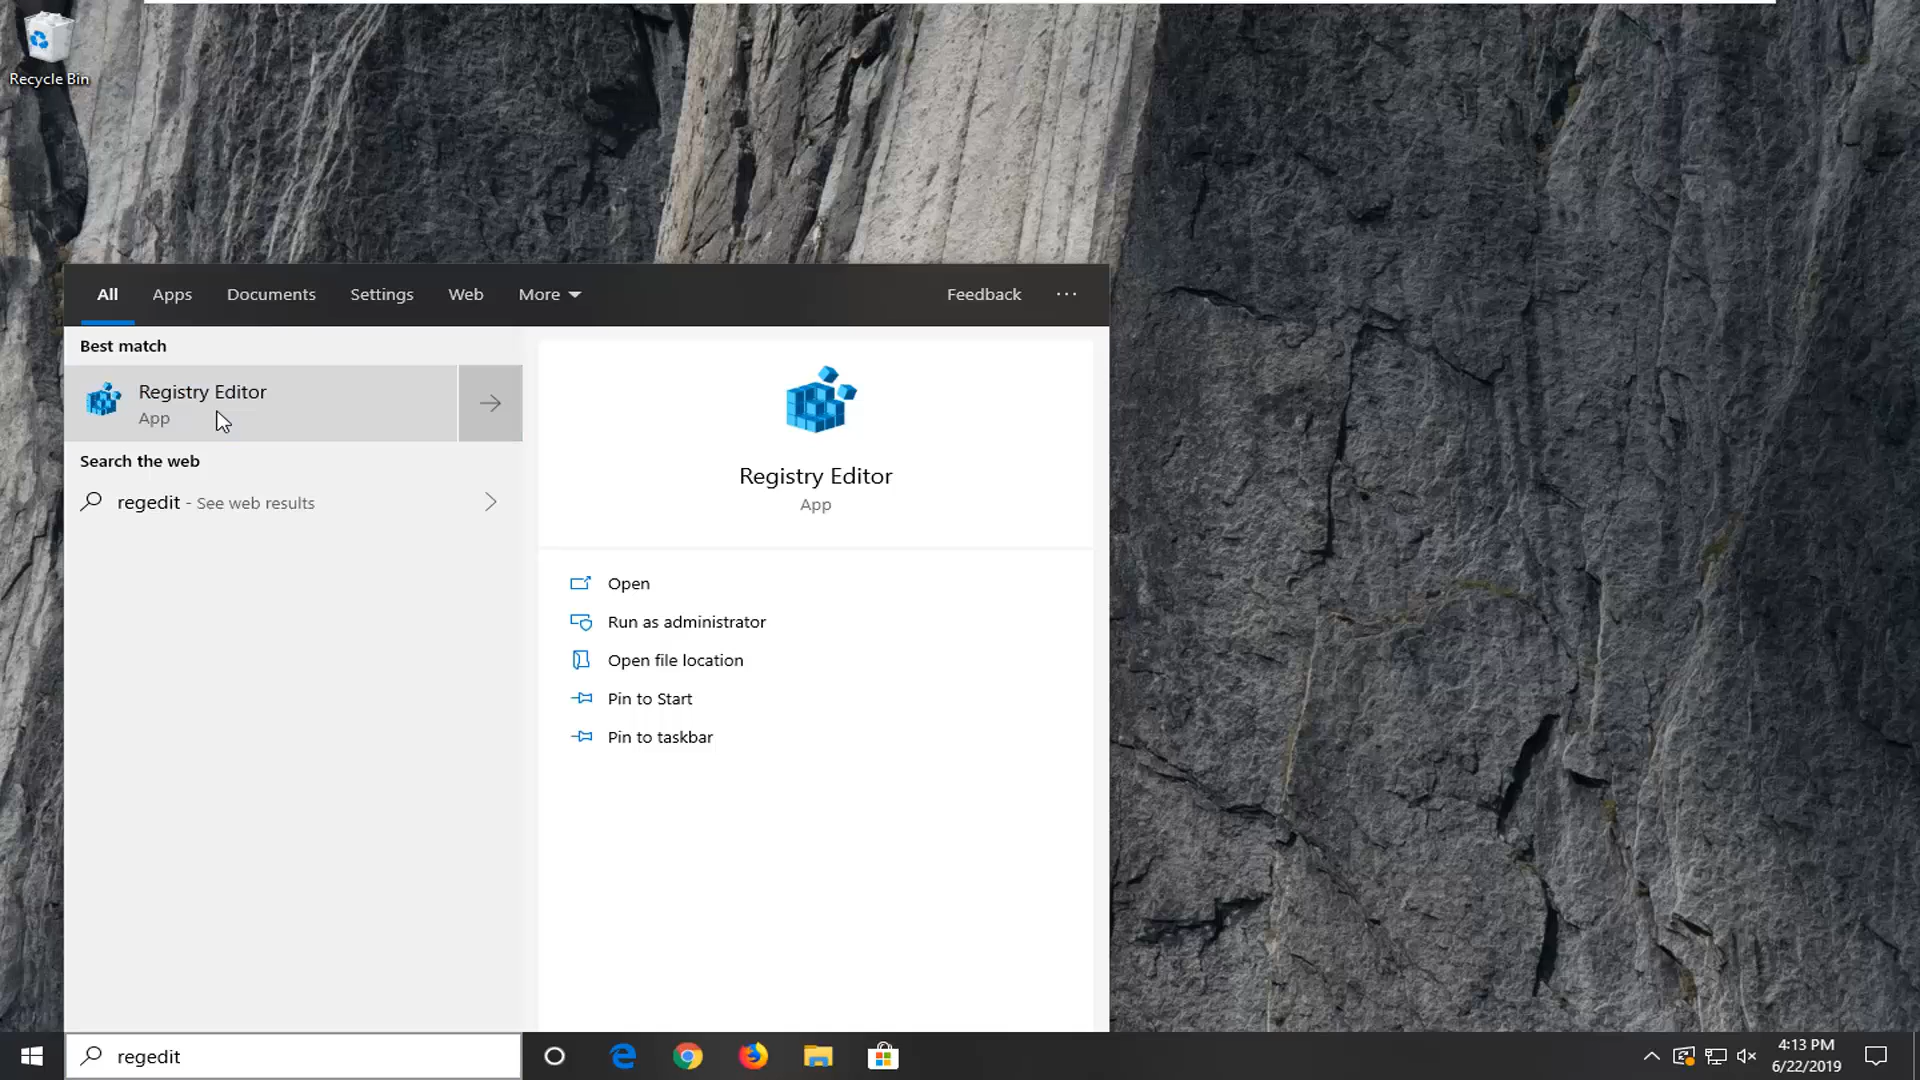 Recycle Bin
All Apps Documents Settings Web More Feedback ···
Best match
Registry Editor
App
Search the web
regedit - See web results
Registry Editor
App
Open
Run as administrator
Open file location
Pin to Start
Pin to taskbar
regedit
4:13 PM
6/22/2019